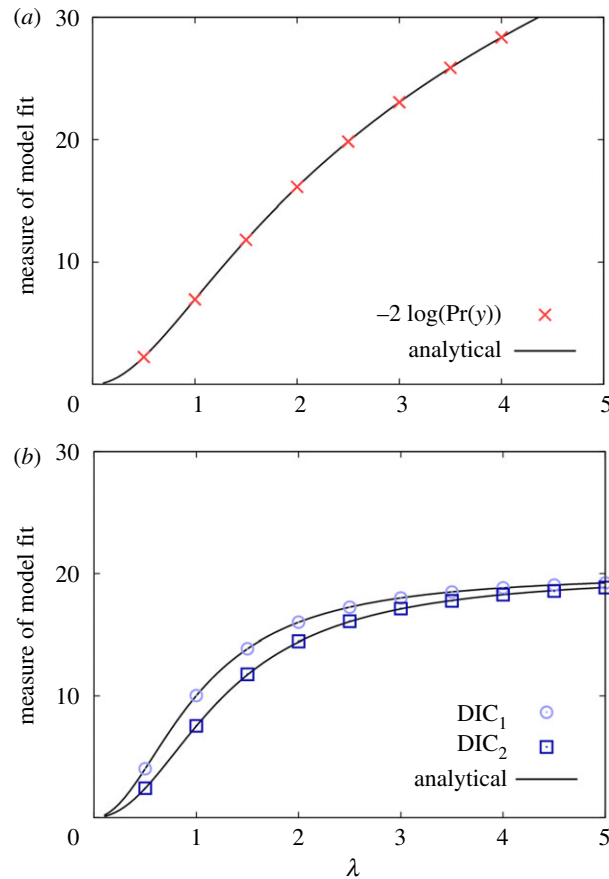 (a)
30
20
10
0
measure of model fit
–2 log(Pr(y))
analytical
1 2 3 4 5
(b)
30
20
10
0
measure of model fit
DIC₁
DIC₂
analytical
1 2 3 4 5
λ